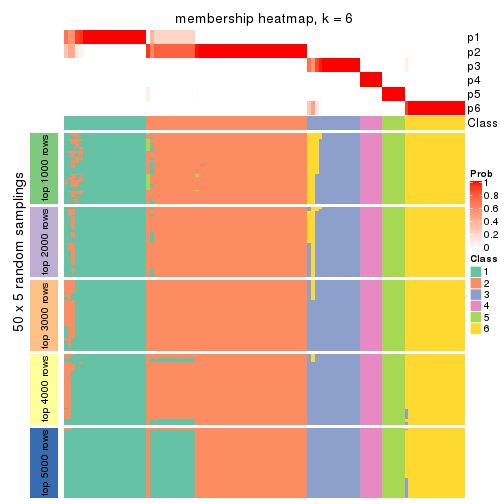 membership heatmap, k = 6
p1
p2
p3
p4
p5
p6
Class
50 x 5 random samplings
top 1000 rows
top 2000 rows
top 3000 rows
top 4000 rows
top 5000 rows
Prob
1
0.8
0.6
0.4
0.2
0
Class
1
2
3
4
5
6